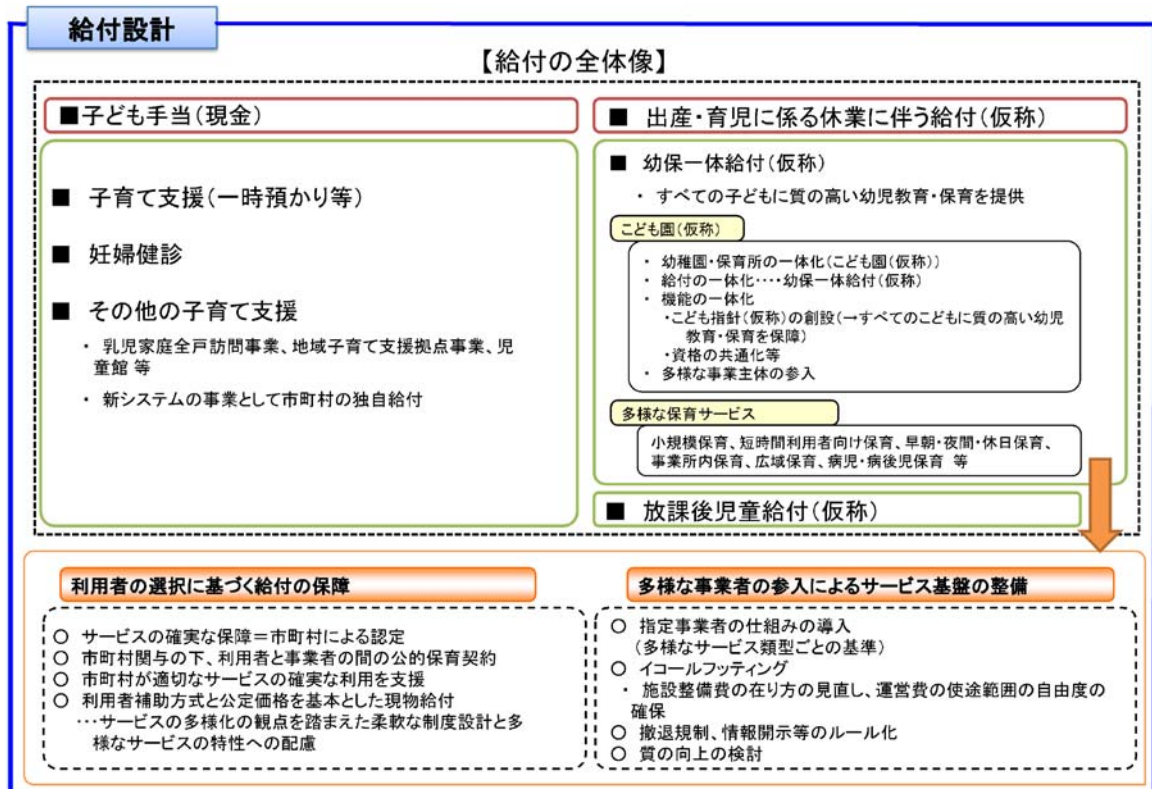 給付設計
【給付の全体像】
■子ども手当(現金)
■ 子育て支援(一時預かり等)
■ 妊婦健診
■ その他の子育て支援
・ 乳児家庭全戸訪問事業、地域子育て支援拠点事業、児
童館 等
・ 新システムの事業として市町村の独自給付
■ 出産・育児に係る休業に伴う給付(仮称)
■ 幼保一体給付(仮称)
・ すべての子どもに質の高い幼児教育・保育を提供
こども園(仮称)
・ 幼稚園・保育所の一体化(こども園(仮称))
・ 給付の一体化‥‥幼保一体給付(仮称)
・ 機能の一体化
・こども指針(仮称)の創設(→すべてのこどもに質の高い幼児
教育・保育を保障)
・資格の共通化等
・ 多様な事業主体の参入
多様な保育サービス
小規模保育、短時間利用者向け保育、早朝・夜間・休日保育、
事業所内保育、広域保育、病児・病後児保育 等
■ 放課後児童給付(仮称)
利用者の選択に基づく給付の保障
○ サービスの確実な保障=市町村による認定
○ 市町村関与の下、利用者と事業者の間の公的保育契約
○ 市町村が適切なサービスの確実な利用を支援
○ 利用者補助方式と公定価格を基本とした現物給付
…サービスの多様化の観点を踏まえた柔軟な制度設計と多
様なサービスの特性への配慮
多様な事業者の参入によるサービス基盤の整備
○ 指定事業者の仕組みの導入
(多様なサービス類型ごとの基準)
○ イコールフッティング
・ 施設整備費の在り方の見直し、運営費の使途範囲の自由度の
確保
○ 撤退規制、情報開示等のルール化
○ 質の向上の検討